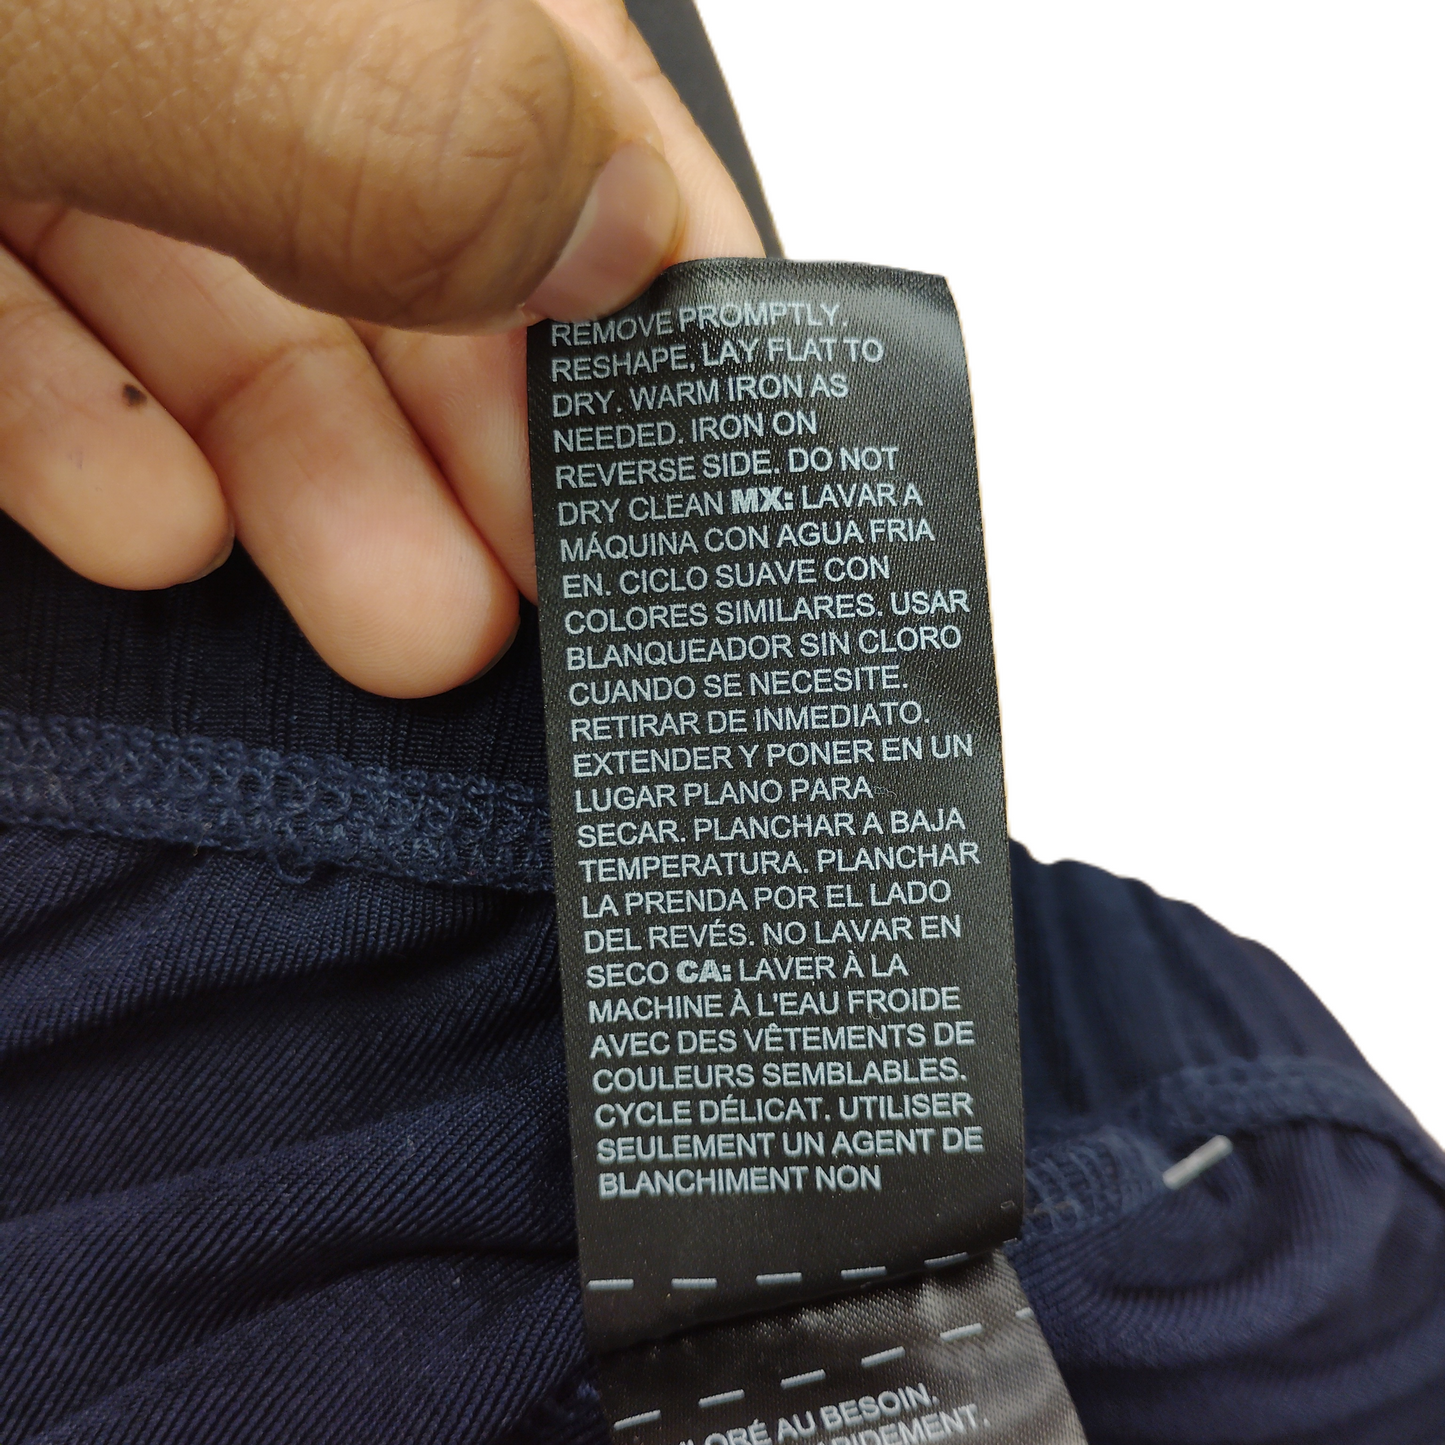 REMOVE PROMPTLY.
RESHAPE, LAY FLAT TO
DRY. WARM IRON AS
NEEDED. IRON ON
REVERSE SIDE. DO NOT
DRY CLEAN MX: LAVAR A
MÁQUINA CON AGUA FRIA
EN. CICLO SUAVE CON
COLORES SIMILARES. USAR
BLANQUEADOR SIN CLORO
CUANDO SE NECESITE.
RETIRAR DE INMEDIATO.
EXTENDER Y PONER EN UN
LUGAR PLANO PARA
SECAR. PLANCHAR A BAJA
TEMPERATURA. PLANCHAR
LA PRENDA POR EL LADO
DEL REVÉS. NO LAVAR EN
SECO CA: LAVER À LA
MACHINE À L'EAU FROIDE
AVEC DES VÊTEMENTS DE
COULEURS SEMBLABLES.
CYCLE DÉLICAT. UTILISER
SEULEMENT UN AGENT DE
BLANCHIMENT NON
AU BESOIN.